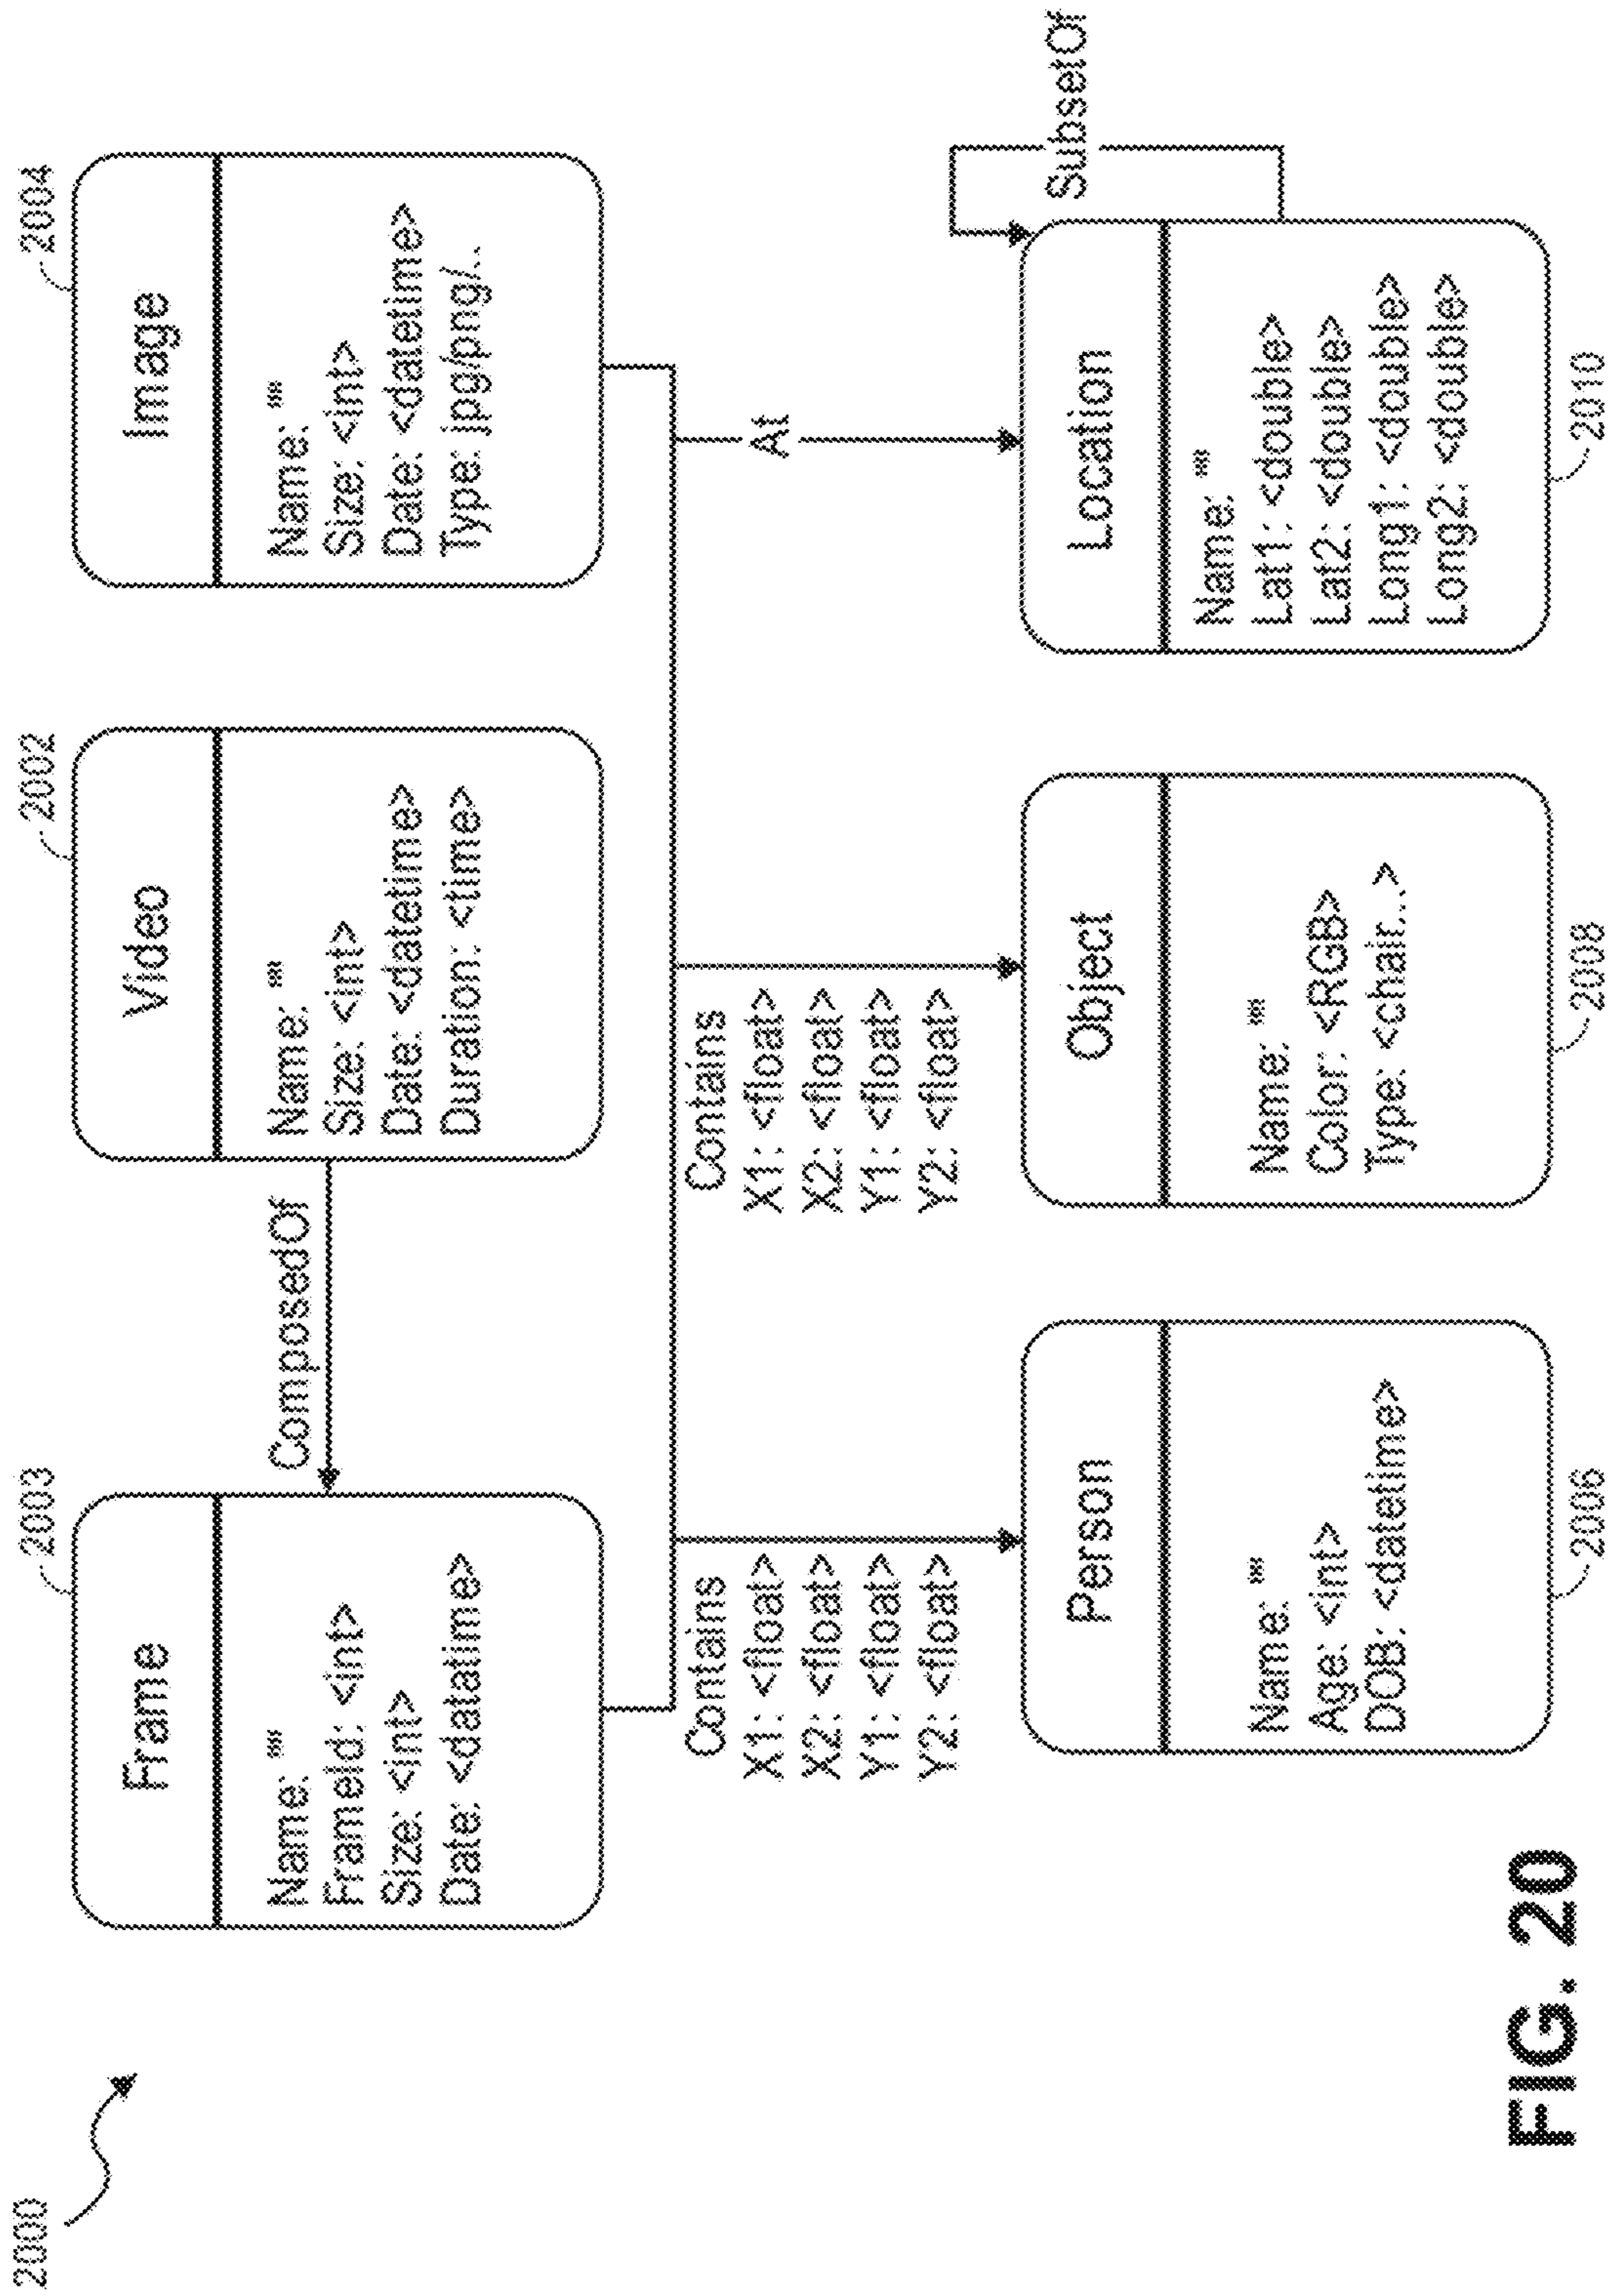 2000
2003
2002
2004
Frame
Name: ""
FrameId: <int>
Size: <int>
Date: <datatime>
ComposedOf
Video
Name: ""
Size: <int>
Date: <datetime>
Duration: <time>
Image
Name: ""
Size: <int>
Date: <datetime>
Type: jpg/png/..
Contains
X1: <float>
X2: <float>
Y1: <float>
Y2: <float>
Contains
X1: <float>
X2: <float>
Y1: <float>
Y2: <float>
At
SubsetOf
Person
Name: ""
Age: <int>
DOB: <datetime>
Object
Name: ""
Color: <RGB>
Type: <chair...>
Location
Name: ""
Lat1: <double>
Lat2: <double>
Long1: <double>
Long2: <double>
2006
2008
2010
FIG. 20